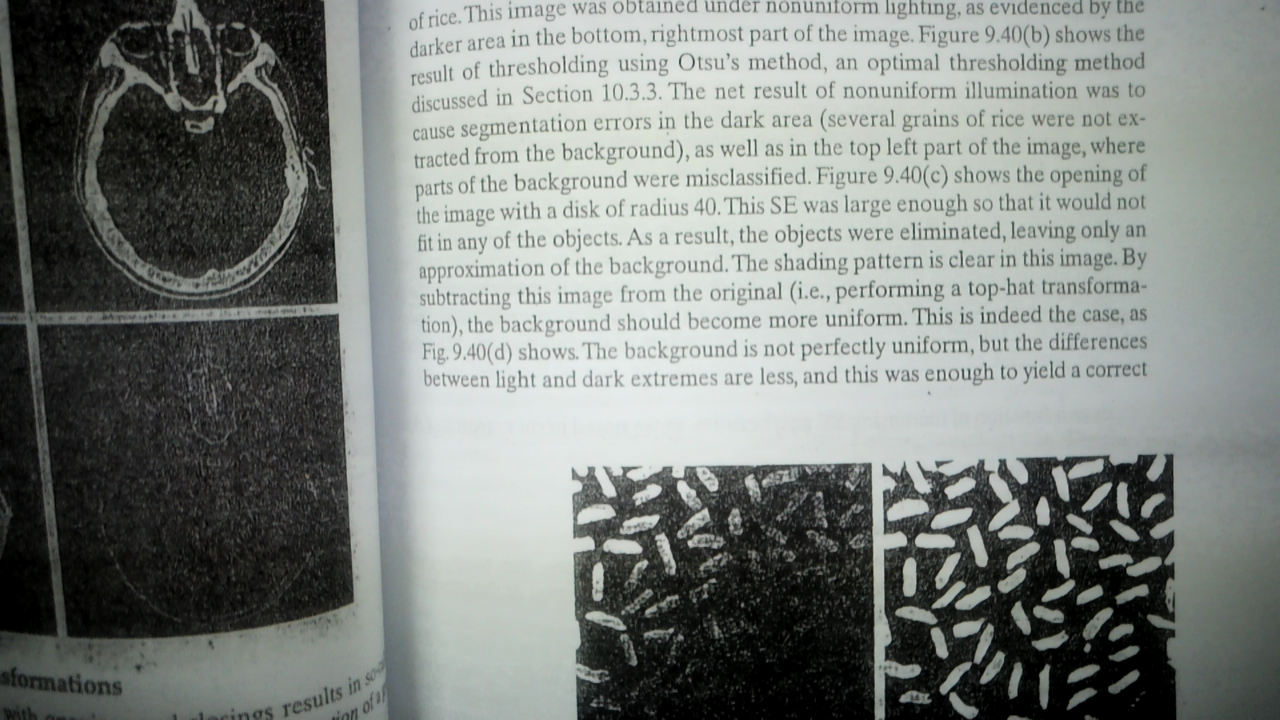 sformations
with
closings results in
tion of a
of rice. This image was obtained under nonuniform lighting, as evidenced by the
darker area in the bottom, rightmost part of the image. Figure 9.40(b) shows the
result of thresholding using Otsu's method, an optimal thresholding method
discussed in Section 10.3.3. The net result of nonuniform illumination was to
cause segmentation errors in the dark area (several grains of rice were not ex-
tracted from the background), as well as in the top left part of the image, where
parts of the background were misclassified. Figure 9.40(c) shows the opening of
the image with a disk of radius 40. This SE was large enough so that it would not
fit in any of the objects. As a result, the objects were eliminated, leaving only an
approximation of the background. The shading pattern is clear in this image. By
subtracting this image from the original (i.e., performing a top-hat transforma-
tion), the background should become more uniform. This is indeed the case, as
Fig. 9.40(d) shows. The background is not perfectly uniform, but the differences
between light and dark extremes are less, and this was enough to yield a correct